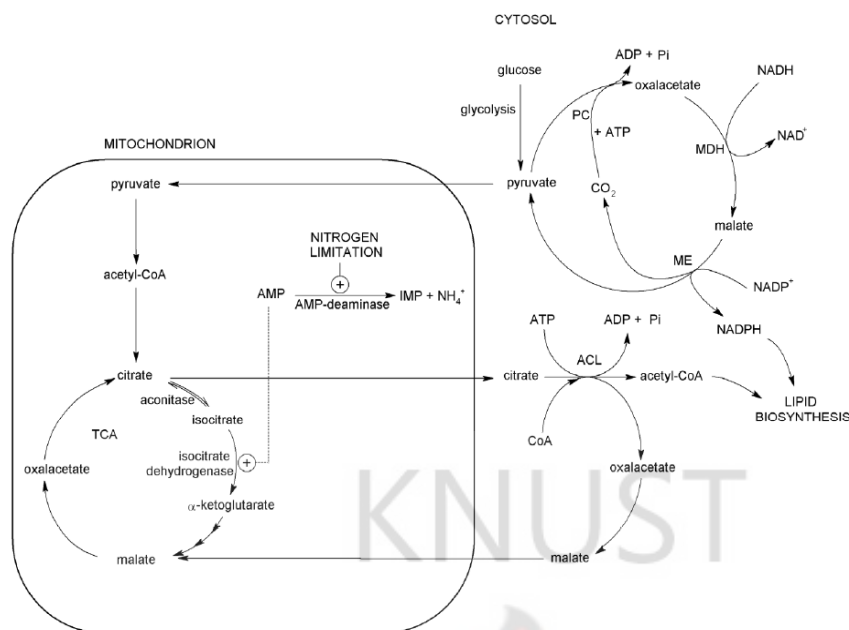 CYTOSOL
ADP + Pi
glucose
oxalacetate
NADH
glycolysis
PC
+ ATP
MDH
NAD+
MITOCHONDRION
pyruvate
pyruvate
CO2
malate
NITROGEN
LIMITATION
ME
acetyl-CoA
+
AMP
IMP + NH4+
AMP-deaminase
NADP+
ATP
ADP + Pi
NADPH
ACL
citrate
citrate
acetyl-CoA
aconitase
LIPID
BIOSYNTHESIS
isocitrate
TCA
CoA
isocitrate
dehydrogenase
+
oxalacetate
oxalacetate
α-ketoglutarate
KNUST
malate
malate